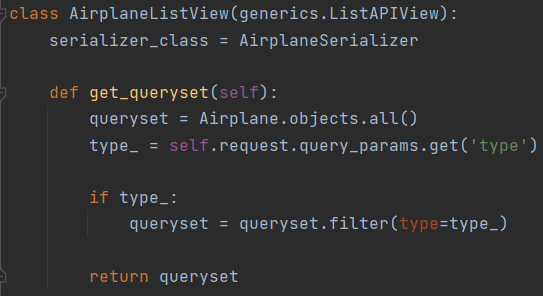 class AirplaneListView(generics.ListAPIView):
    serializer_class = AirplaneSerializer
    def get_queryset(self):
        queryset = Airplane.objects.all()
        type_ = self.request.query_params.get('type')
        if type_:
            queryset = queryset.filter(type=type_)
        return queryset